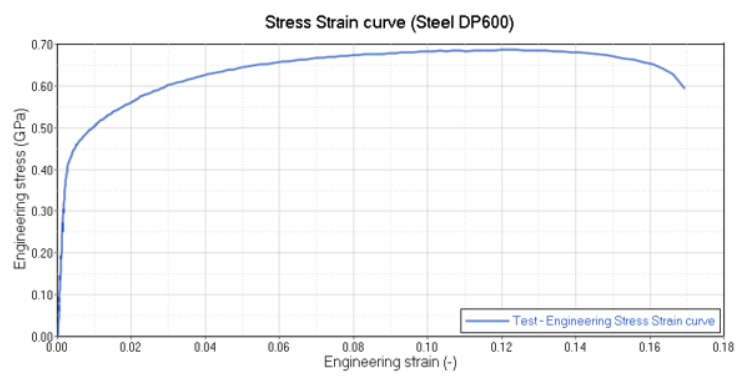 Stress Strain curve (Steel DP600)
0.70
0.60
0.50
0.40
0.30
0.20
0.10
0.00
Engineering stress (GPa)
Test - Engineering Stress Strain curve
0.00 0.02 0.04 0.06 0.08 0.10 0.12 0.14 0.16 0.18
Engineering strain (-)